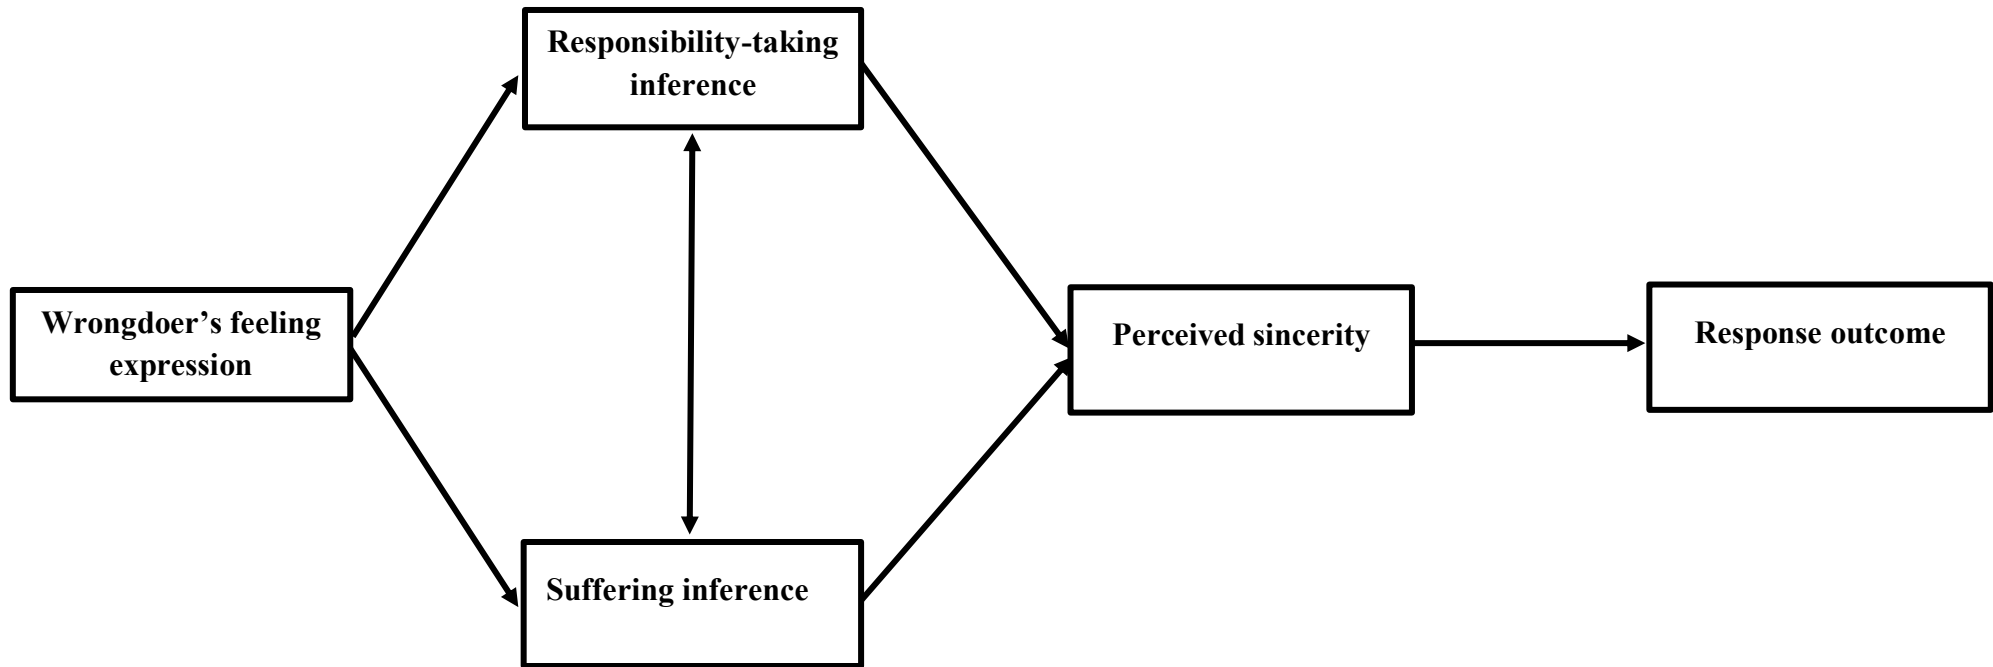 Responsibility-taking
inference
Wrongdoer’s feeling
expression
Perceived sincerity
Response outcome
Suffering inference